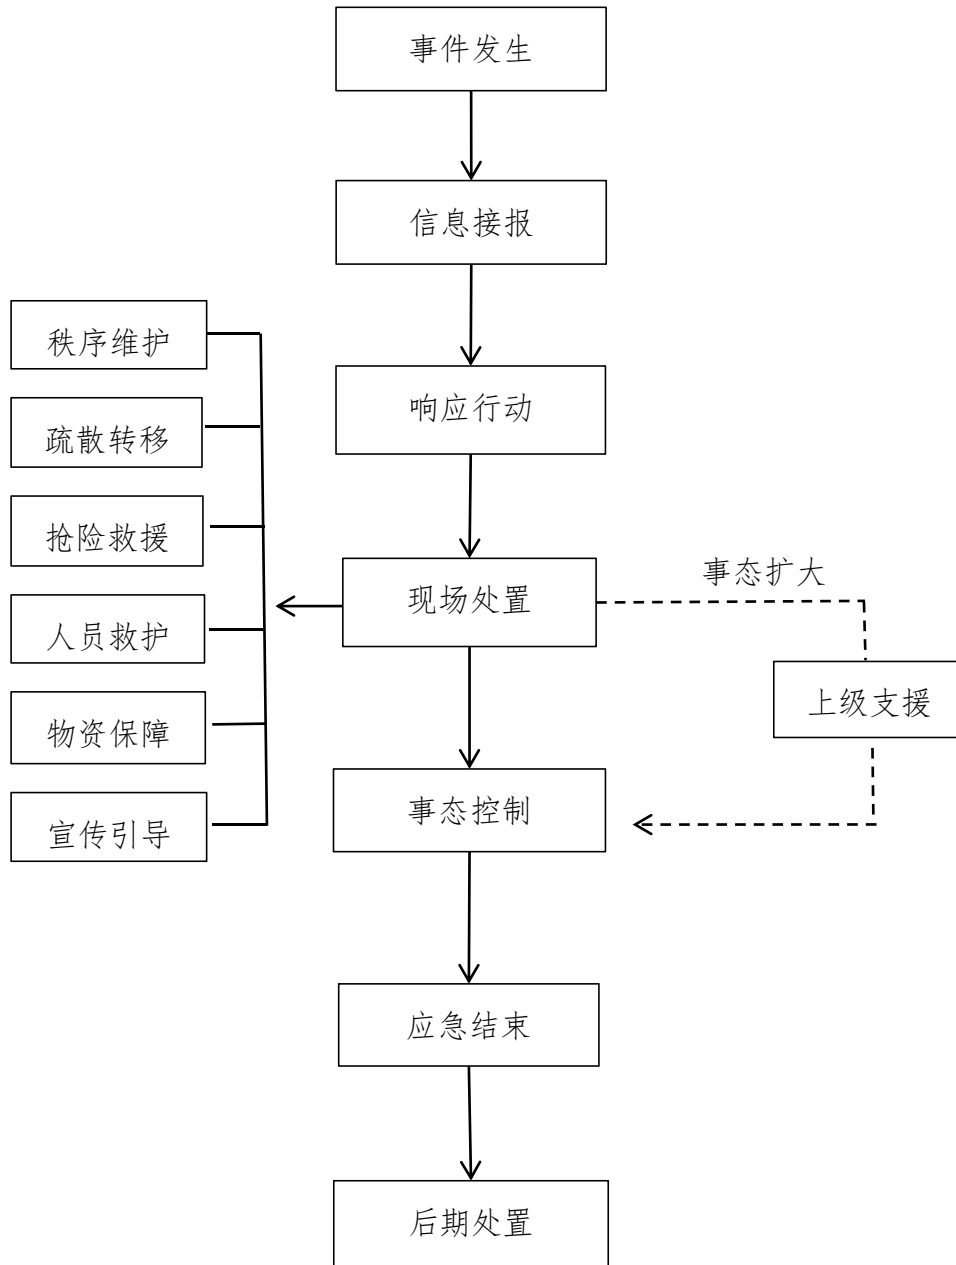 事件发生
信息接报
秩序维护
响应行动
疏散转移
抢险救援
事态扩大
现场处置
人员救护
上级支援
物资保障
事态控制
宣传引导
应急结束
后期处置